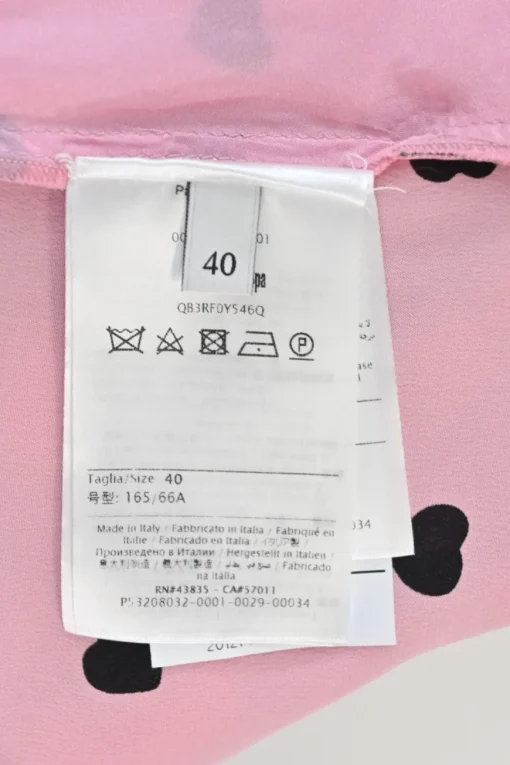 40
QB3RF0Y546Q
P
Taglia/Size 40
号型: 165/66A
Made in Italy / Fabbricato in Italia / Fabriqué en
Italie / Fabricado en Italia / イタリア製 /
Произведено в Италии / Hergestellt in Italien /
意大利制造 / 義大利製造 / Fabricado
na Itália
RN#43835 - CA#57011
3208032-0001-0029-00034